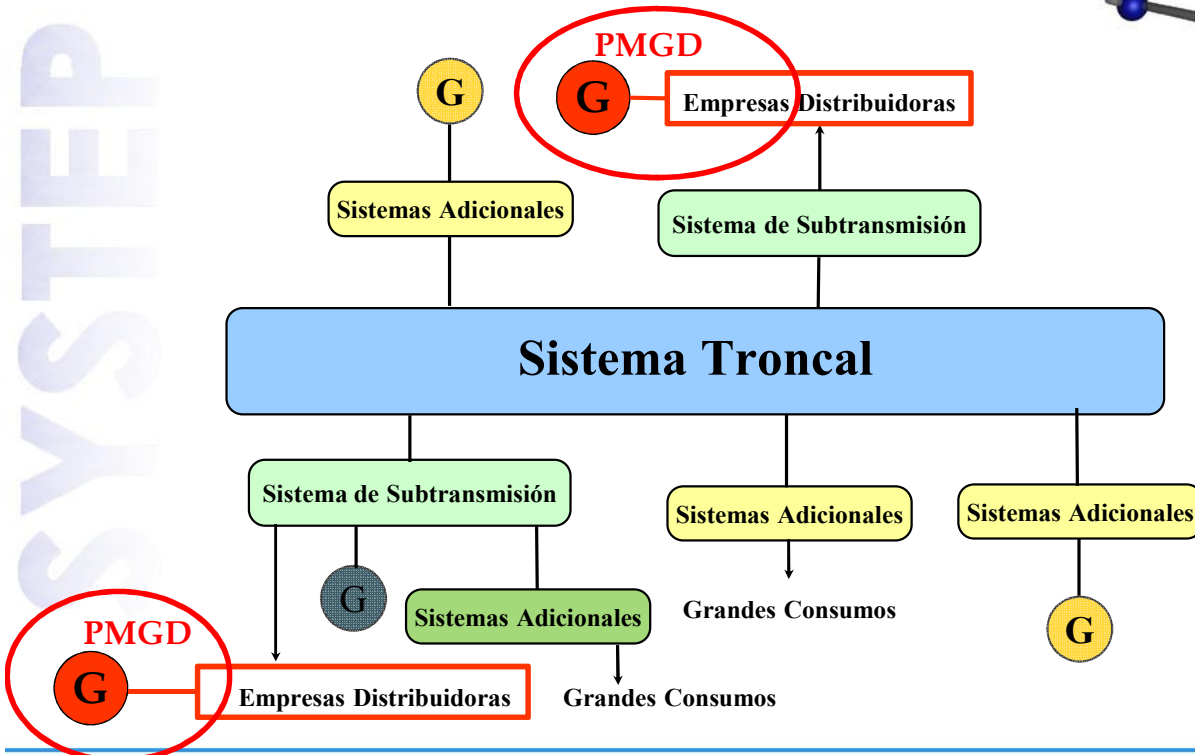 SYSTEP
PMGD
G
G
Empresas Distribuidoras
Sistemas Adicionales
Sistema de Subtransmisión
Sistema Troncal
Sistema de Subtransmisión
Sistemas Adicionales
Sistemas Adicionales
G
Sistemas Adicionales
Grandes Consumos
G
PMGD
G
Empresas Distribuidoras
Grandes Consumos